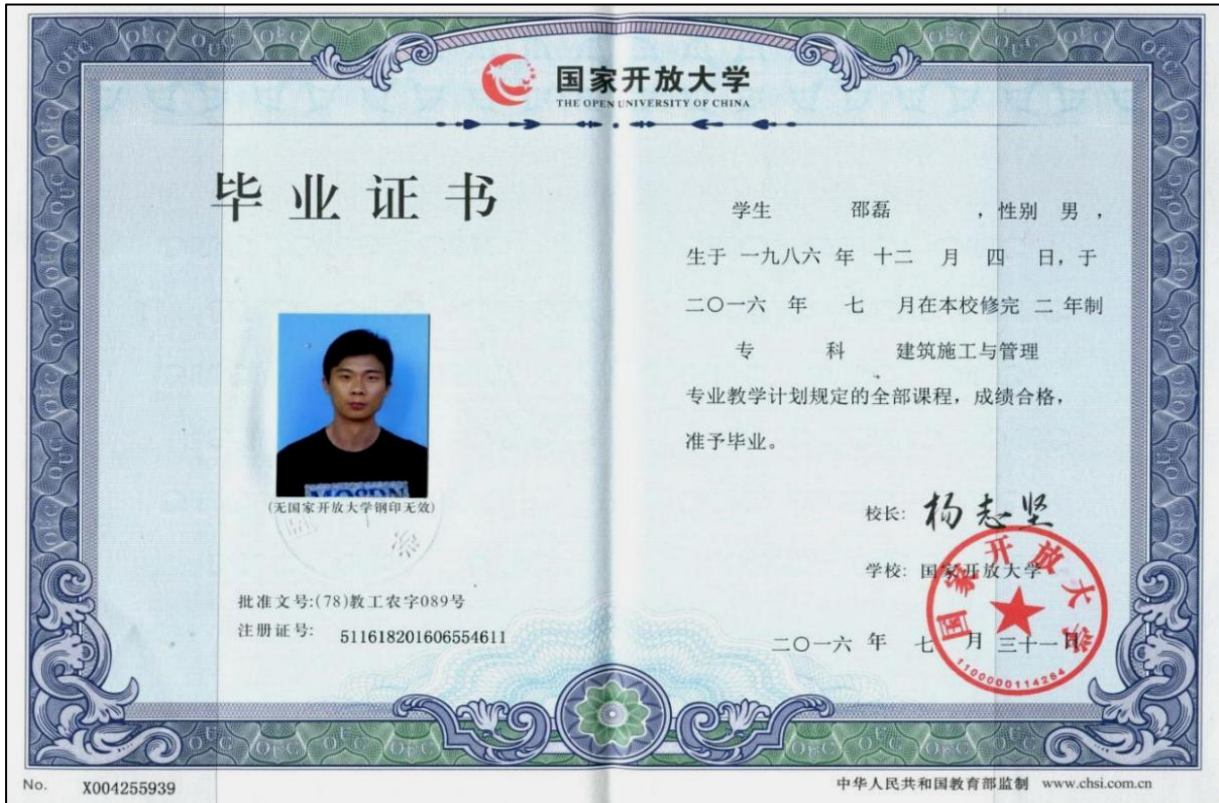 国家开放大学
THE OPEN UNIVERSITY OF CHINA
毕业证书
(无国家开放大学钢印无效)
批准文号:(78)教工农字089号
注册证号: 511618201606554611
学生 邵磊 ,性别 男 ,
生于 一九八六 年 十二 月 四 日,于
二〇一六 年 七 月在本校修完 二 年制
专 科 建筑施工与管理
专业教学计划规定的全部课程,成绩合格,
准予毕业。
校长: 杨志坚
学校: 国家开放大学
二〇一六 年 七 月 三十一日
国家开放大学
1100000114284
No. X004255939
中华人民共和国教育部监制 www.chsi.com.cn